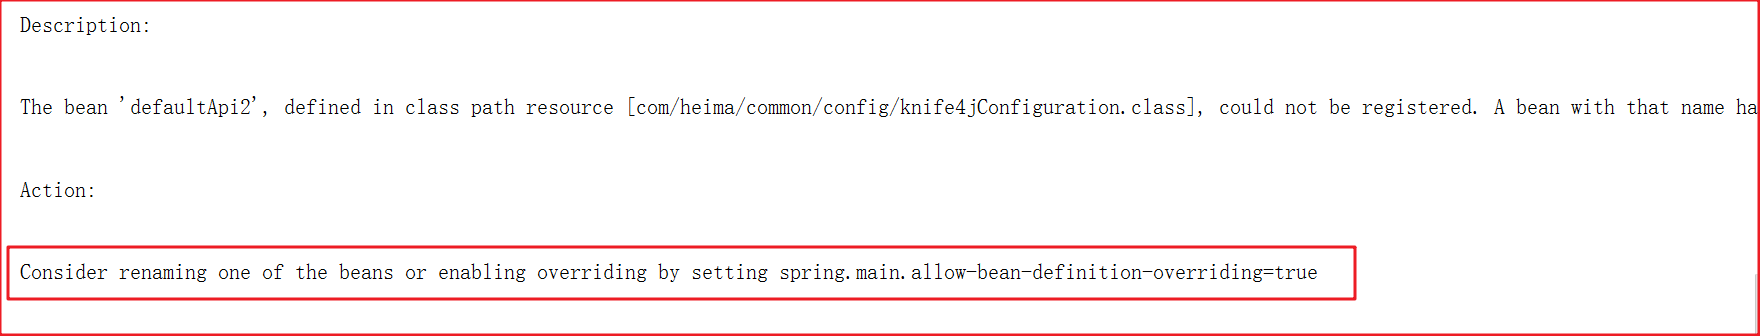 Description:
The bean 'defaultApi2', defined in class path resource [com/heima/common/config/knife4jConfiguration.class], could not be registered. A bean with that name ha
Action:
Consider renaming one of the beans or enabling overriding by setting spring.main.allow-bean-definition-overriding=true